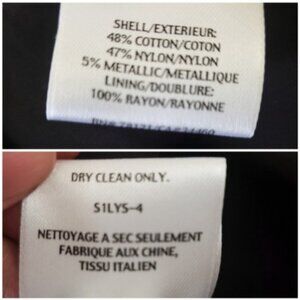 SHELL/EXTERIEUR:
48% COTTON/COTON
47% NYLON/NYLON
5% METALLIC/METALLIQUE
LINING/DOUBLURE:
100% RAYON/RAYONNE
DRY CLEAN ONLY.
S1LYS-4
NETTOYAGE A SEC SEULEMENT
FABRIQUE AUX CHINE,
TISSU ITALIEN